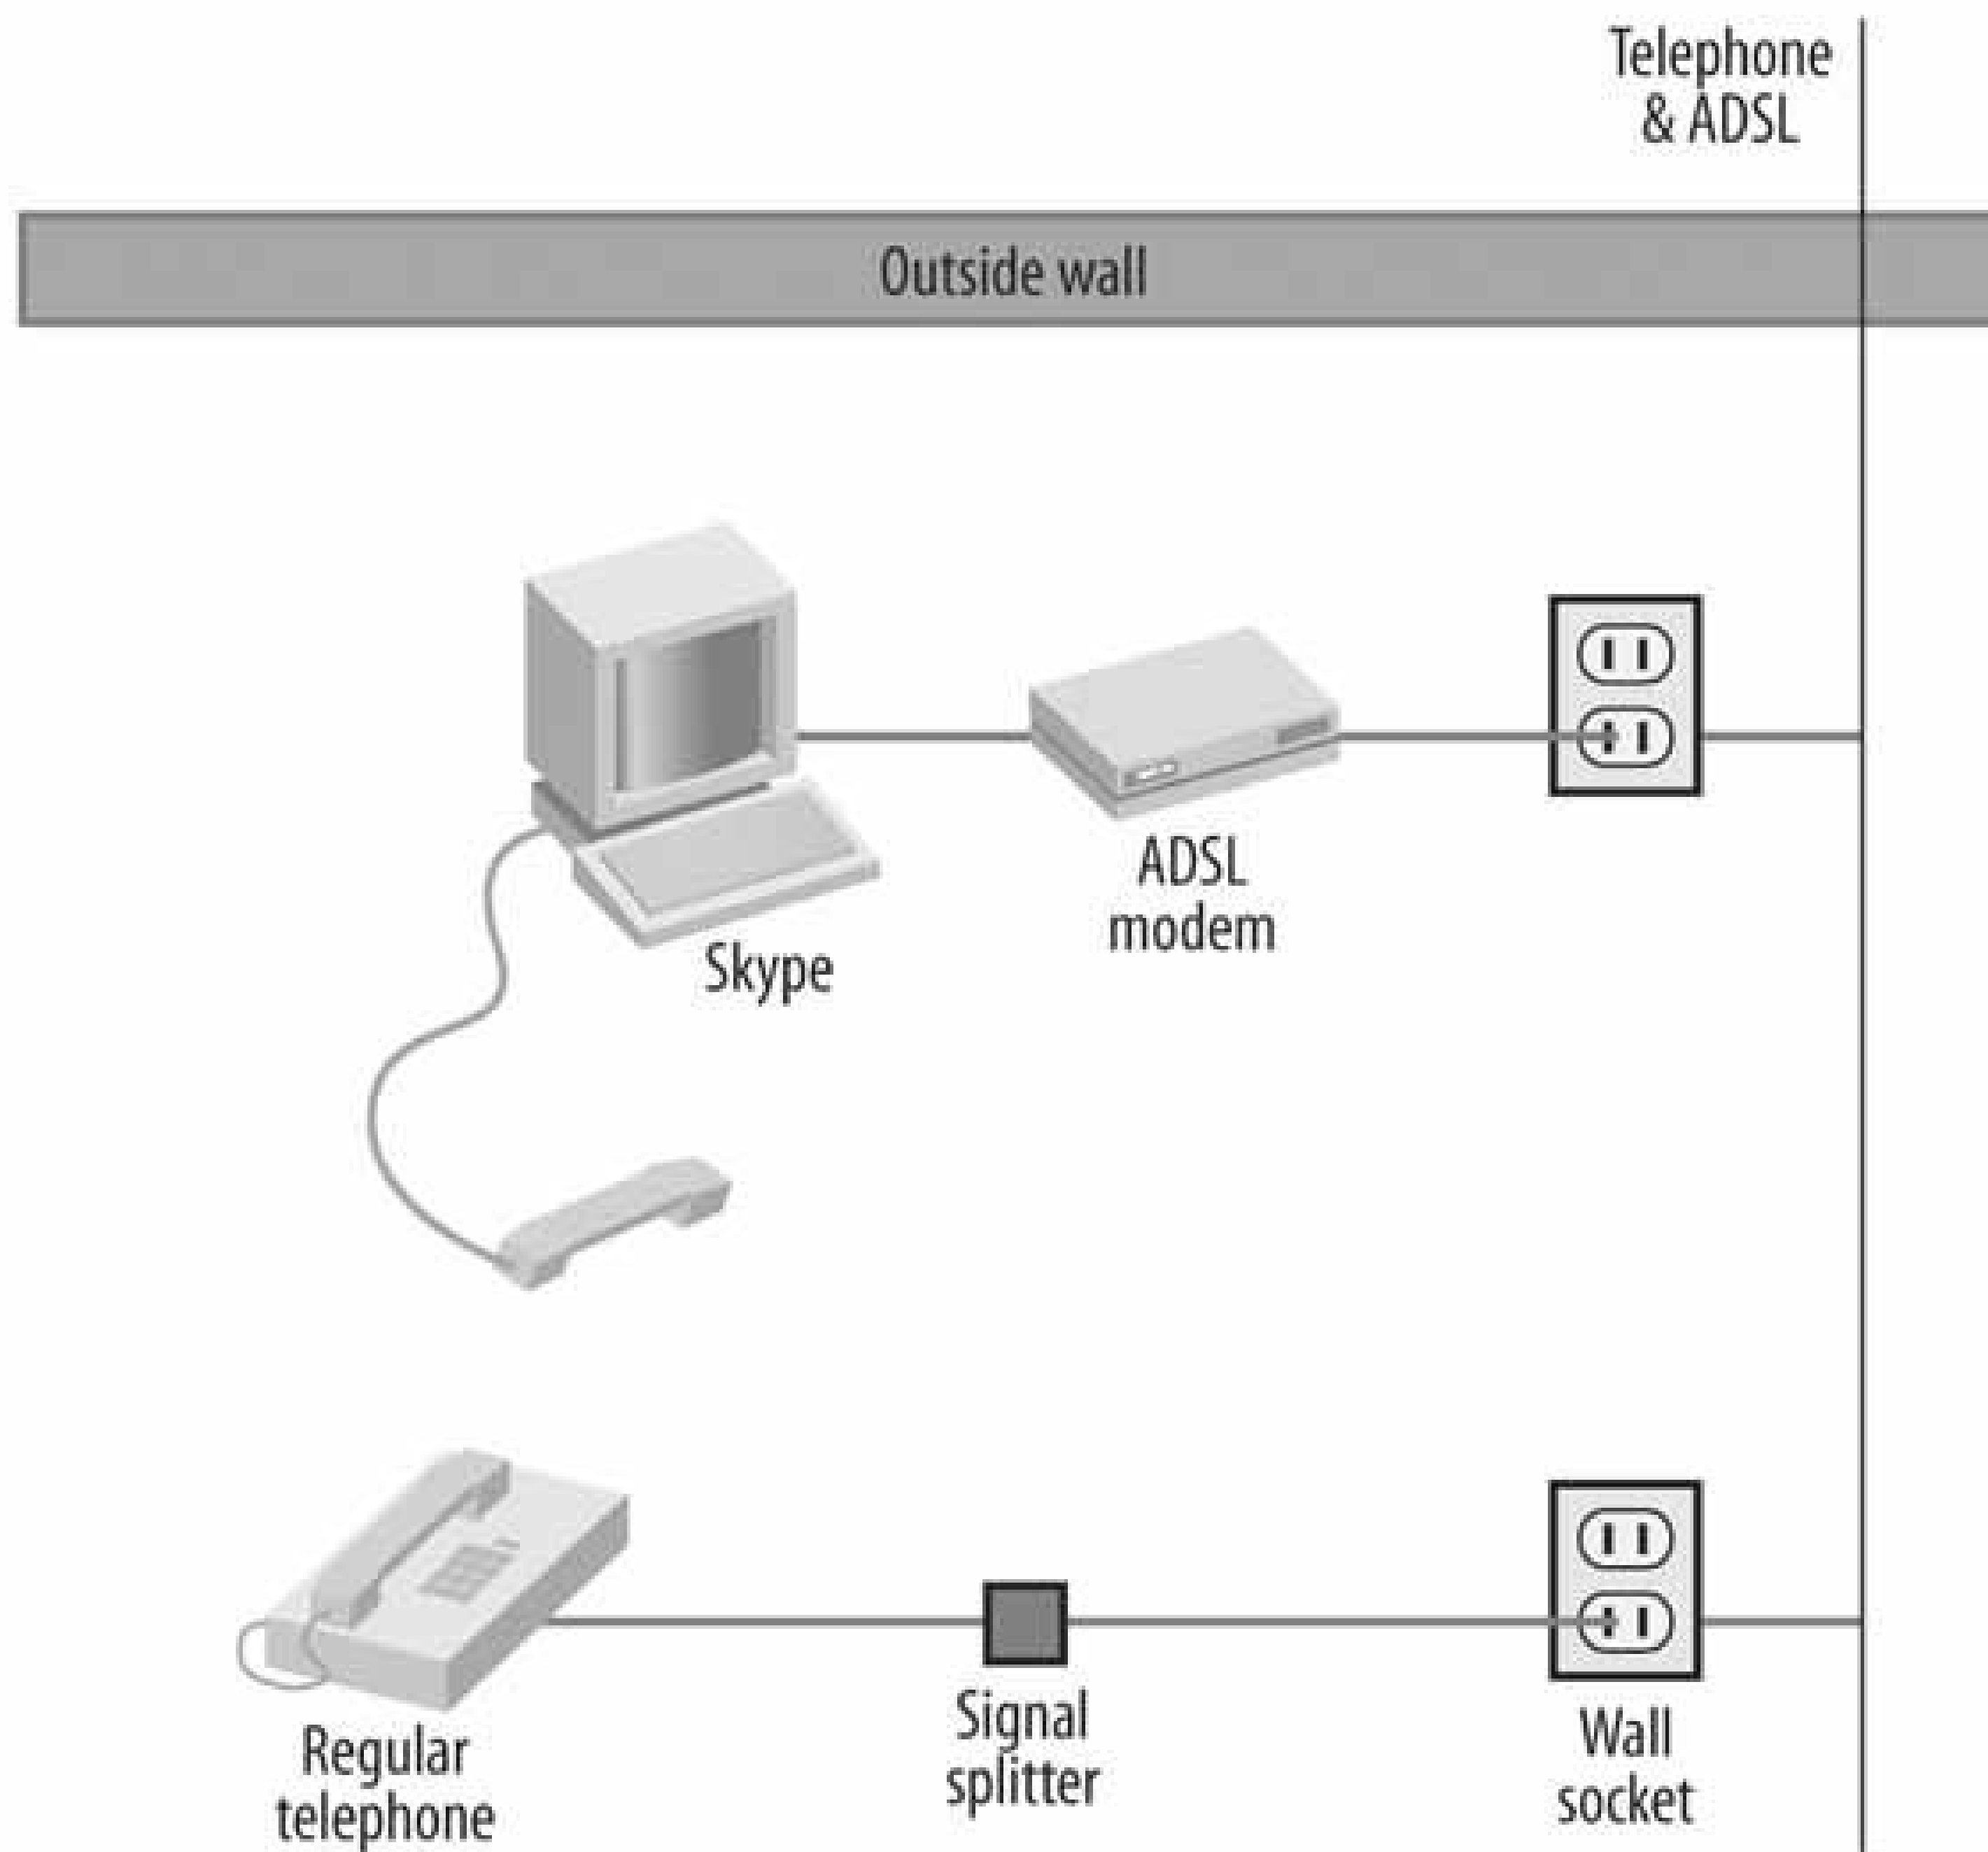 Telephone
& ADSL
Outside wall
ADSL
modem
Skype
Regular
telephone
Signal
splitter
Wall
socket